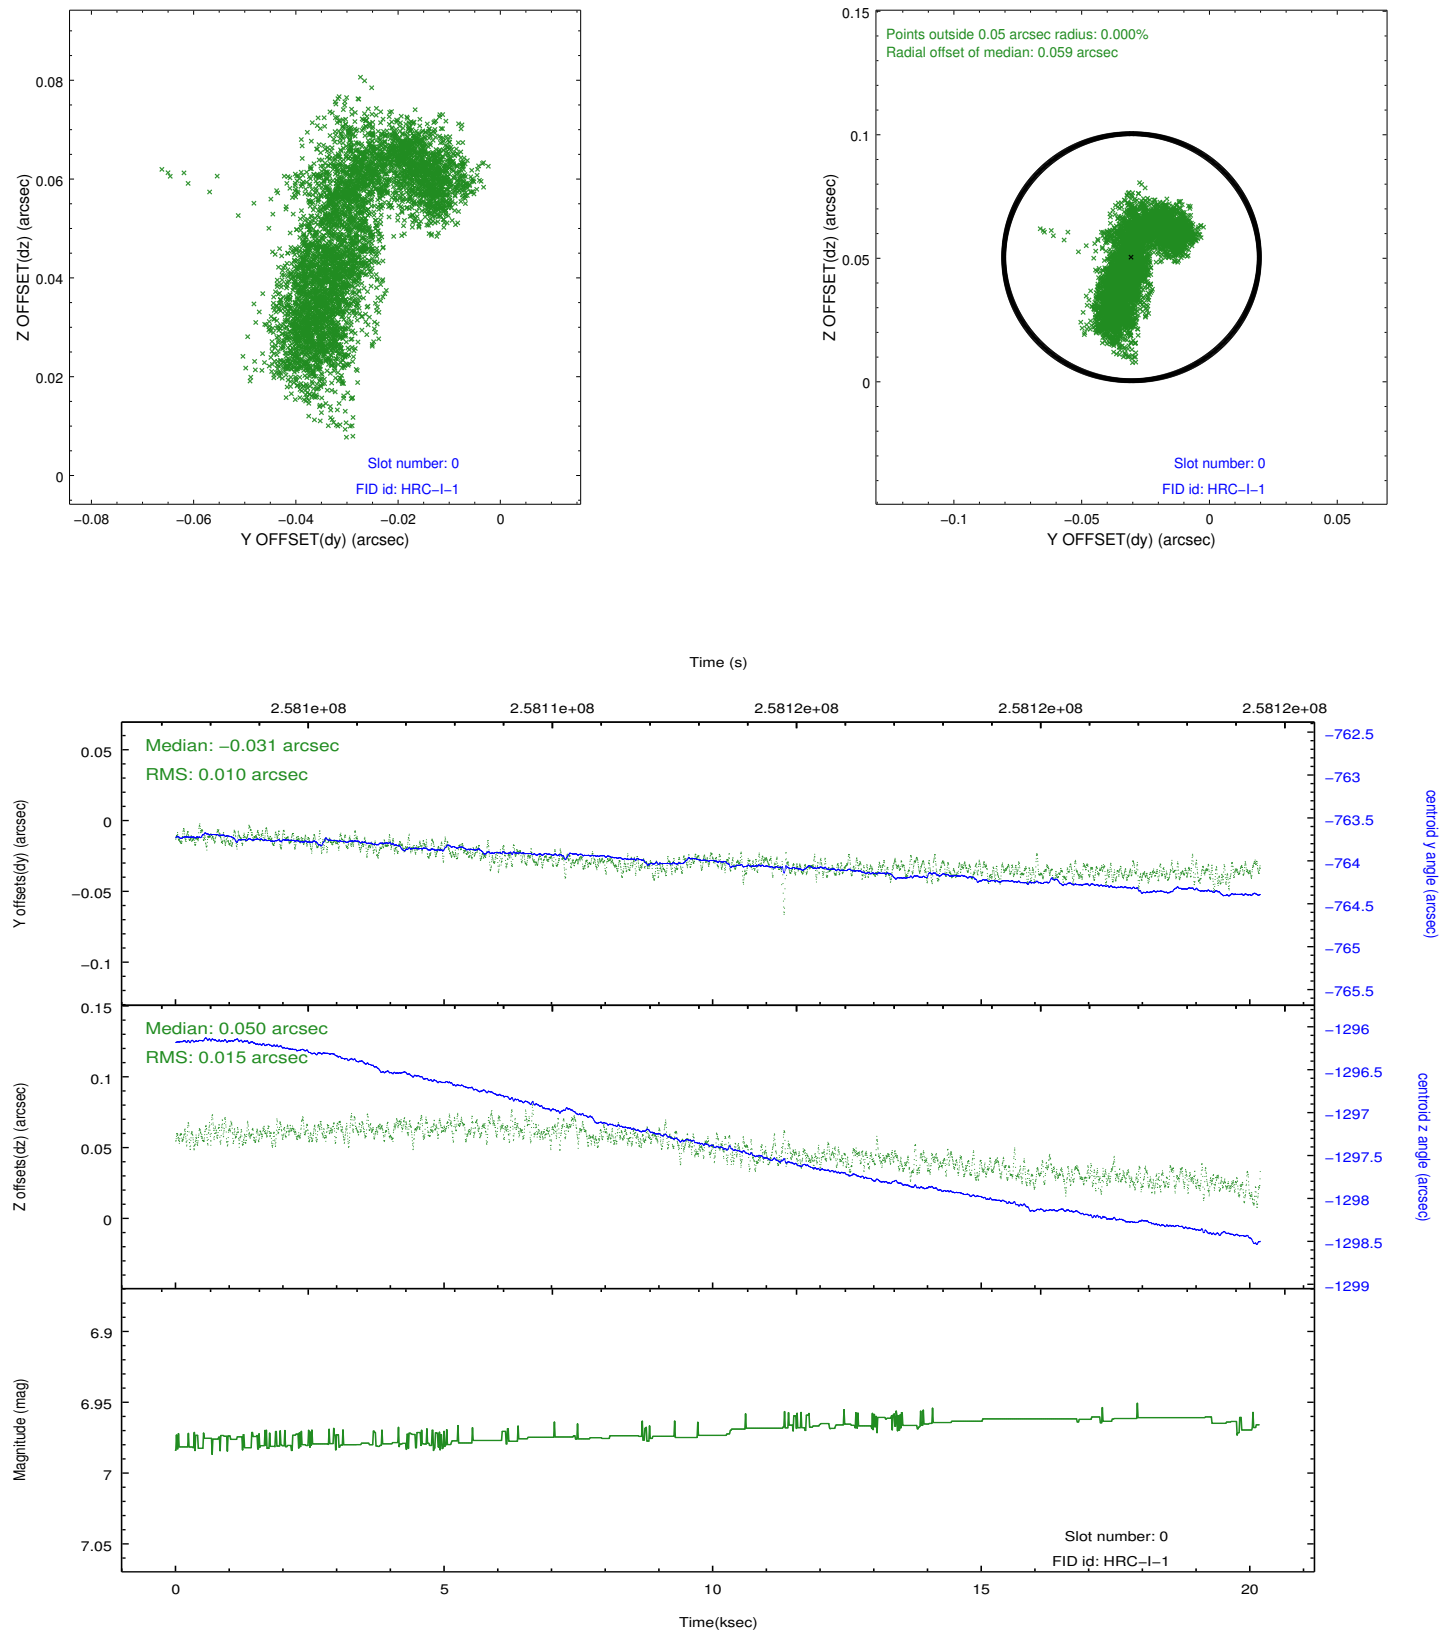 0.08
0.06
0.04
0.02
0
Z OFFSET(dz) (arcsec)
−0.08
−0.06
−0.04
−0.02
0
Y OFFSET(dy) (arcsec)
Slot number: 0
FID id: HRC−I−1
Points outside 0.05 arcsec radius: 0.000%
Radial offset of median: 0.059 arcsec
0.15
0.1
0.05
0
Z OFFSET(dz) (arcsec)
−0.1
−0.05
0
0.05
Y OFFSET(dy) (arcsec)
Slot number: 0
FID id: HRC−I−1
Time (s)
2.581e+08
2.5811e+08
2.5812e+08
2.5812e+08
2.5812e+08
Median: −0.031 arcsec
RMS: 0.010 arcsec
0.05
0
−0.05
−0.1
Y offsets(dy) (arcsec)
−762.5
−763
−763.5
−764
−764.5
−765
−765.5
centroid y angle (arcsec)
Median: 0.050 arcsec
RMS: 0.015 arcsec
0.15
0.1
0.05
0
Z offsets(dz) (arcsec)
−1296
−1296.5
−1297
−1297.5
−1298
−1298.5
−1299
centroid z angle (arcsec)
6.9
6.95
7
7.05
Magnitude (mag)
Slot number: 0
FID id: HRC−I−1
0
5
10
15
20
Time(ksec)